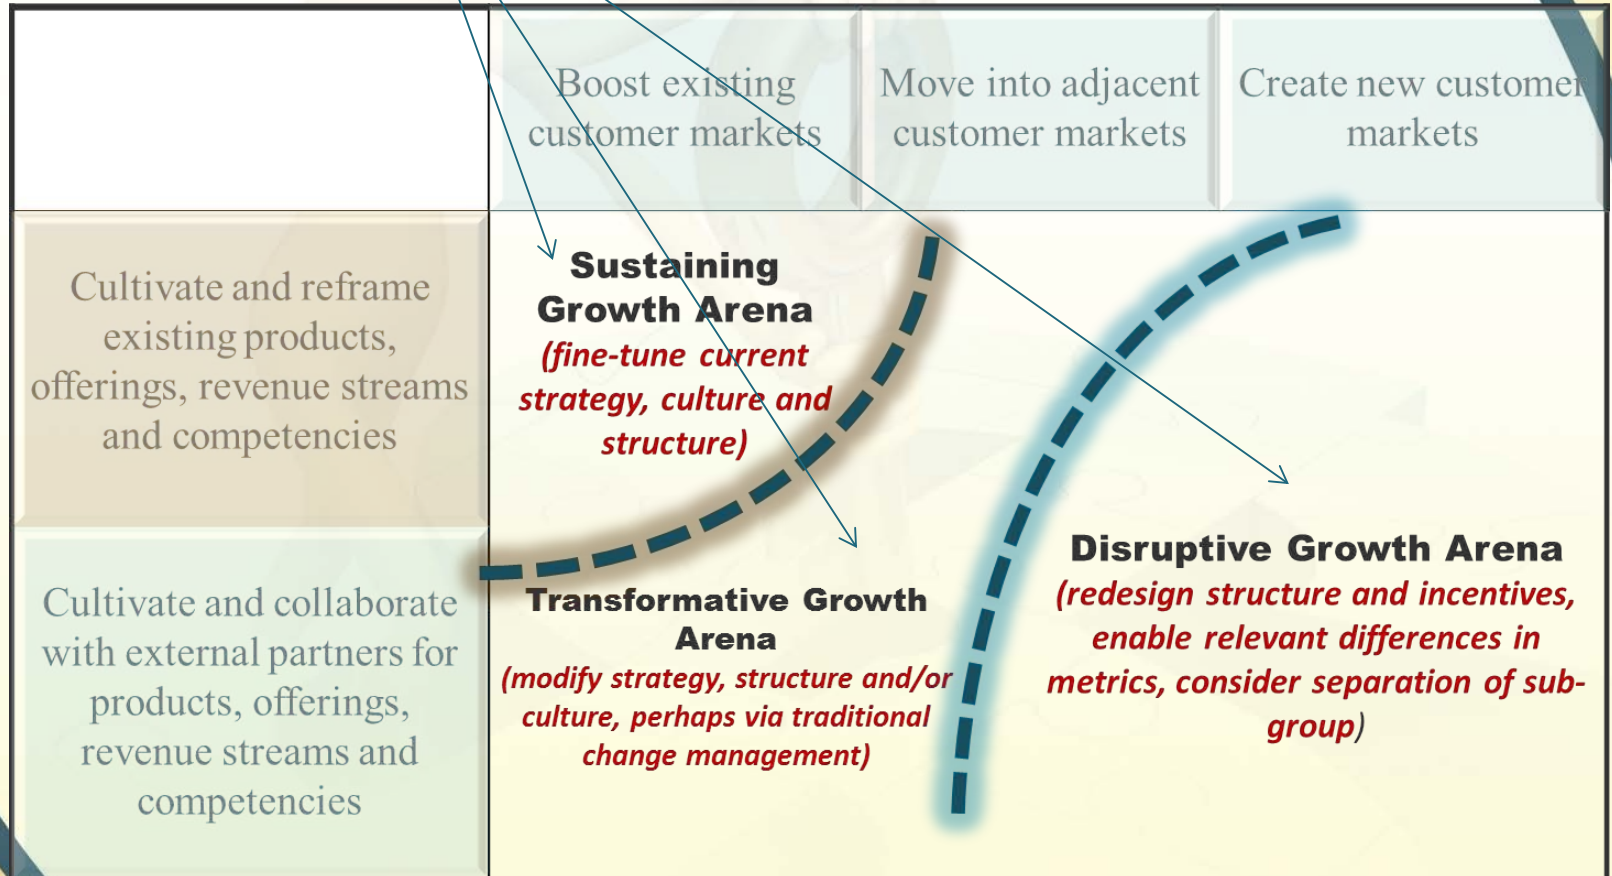 Boost existing
customer markets
Move into adjacent
customer markets
Create new customer
markets
Cultivate and reframe
existing products,
offerings, revenue streams
and competencies
Sustaining
Growth Arena
(fine-tune current
strategy, culture and
structure)
Cultivate and collaborate
with external partners for
products, offerings,
revenue streams and
competencies
Transformative Growth
Arena
(modify strategy, structure and/or
culture, perhaps via traditional
change management)
Disruptive Growth Arena
(redesign structure and incentives,
enable relevant differences in
metrics, consider separation of sub-
group)